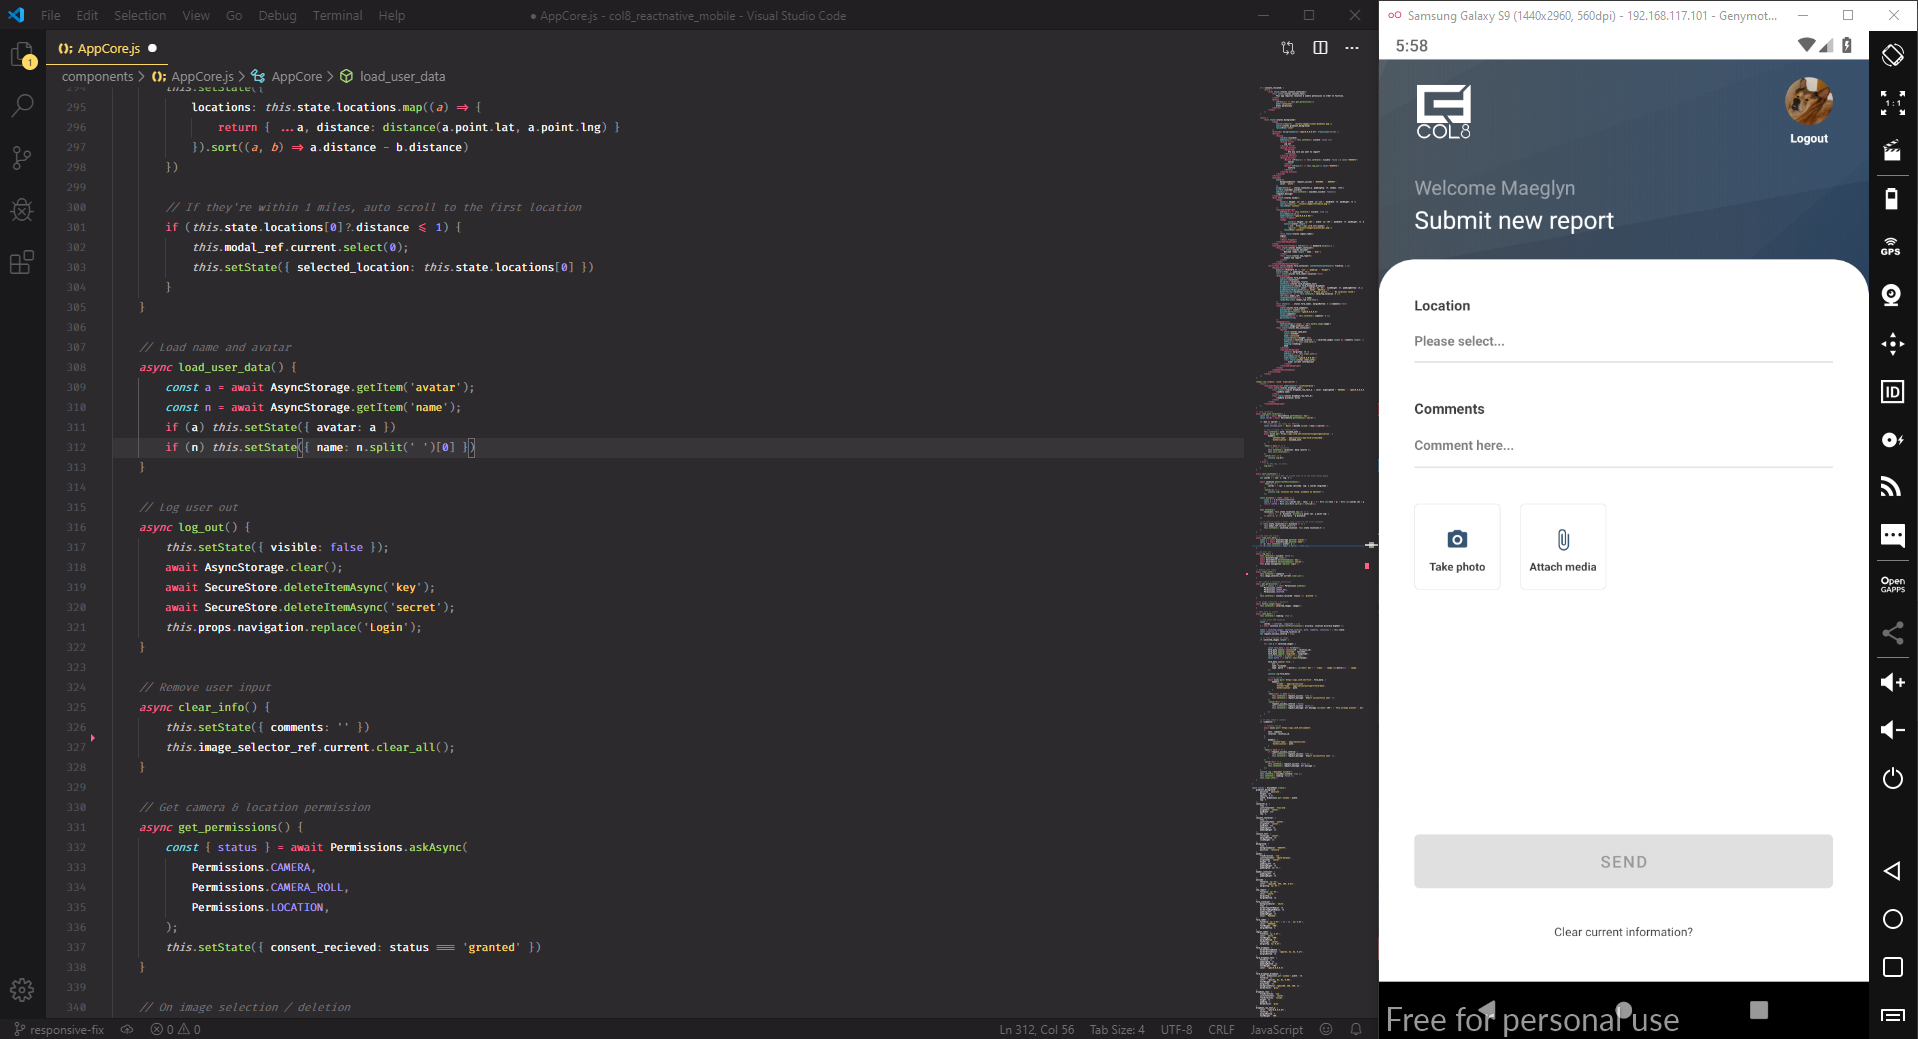 File Edit Selection View Go Debug Terminal Help
● AppCore.js - col8_reactnative_mobile - Visual Studio Code
AppCore.js ●
components > AppCore.js > AppCore > load_user_data
294 this.setState({
295 locations: this.state.locations.map((a) => {
296 return { ...a, distance: distance(a.point.lat, a.point.lng) }
297 }).sort((a, b) => a.distance - b.distance)
298 })
299
300 // If they're within 1 miles, auto scroll to the first location
301 if (this.state.locations[0]?.distance <= 1) {
302 this.modal_ref.current.select(0);
303 this.setState({ selected_location: this.state.locations[0] })
304 }
305 }
306
307 // Load name and avatar
308 async load_user_data() {
309 const a = await AsyncStorage.getItem('avatar');
310 const n = await AsyncStorage.getItem('name');
311 if (a) this.setState({ avatar: a })
312 if (n) this.setState({ name: n.split(' ')[0] })
313 }
314
315 // Log user out
316 async log_out() {
317 this.setState({ visible: false });
318 await AsyncStorage.clear();
319 await SecureStore.deleteItemAsync('key');
320 await SecureStore.deleteItemAsync('secret');
321 this.props.navigation.replace('Login');
322 }
323
324 // Remove user input
325 async clear_info() {
326 this.setState({ comments: '' })
327 this.image_selector_ref.current.clear_all();
328 }
329
330 // Get camera & location permission
331 async get_permissions() {
332 const { status } = await Permissions.askAsync(
333 Permissions.CAMERA,
334 Permissions.CAMERA_ROLL,
335 Permissions.LOCATION,
336 );
337 this.setState({ consent_recieved: status === 'granted' })
338 }
339
340 // On image selection / deletion
1
responsive-fix 0 0 Ln 312, Col 56 Tab Size: 4 UTF-8 CRLF JavaScript
Samsung Galaxy S9 (1440x2960, 560dpi) - 192.168.117.101 - Genymot...
5:58
COL8
Logout
Welcome Maeglyn
Submit new report
Location
Please select...
Comments
Comment here...
Take photo Attach media
SEND
Clear current information?
Free for personal use
1:1
GPS
ID
Open
GAPPS